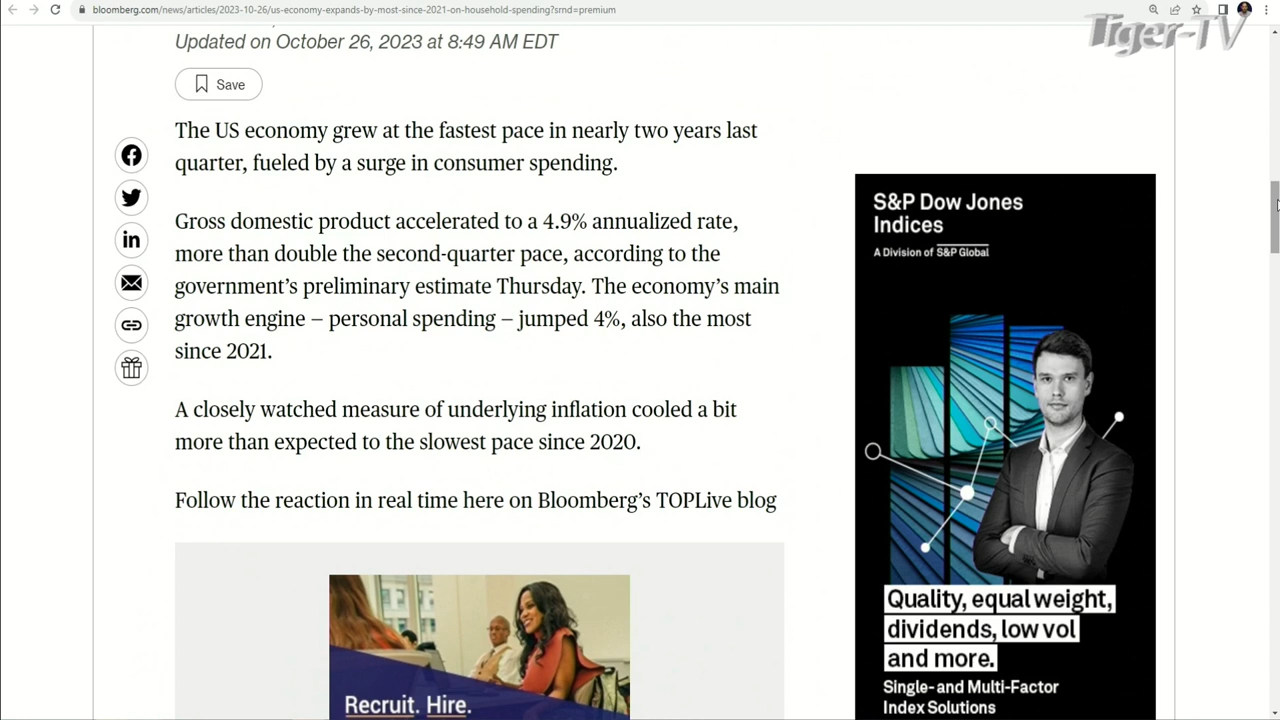 bloomberg.com/news/articles/2023-10-26/us-economy-expands-by-most-since-2021-on-household-spending?srnd=premium
Tiger-TV
Updated on October 26, 2023 at 8:49 AM EDT
Save
The US economy grew at the fastest pace in nearly two years last
quarter, fueled by a surge in consumer spending.
Gross domestic product accelerated to a 4.9% annualized rate,
more than double the second-quarter pace, according to the
government’s preliminary estimate Thursday. The economy’s main
growth engine – personal spending – jumped 4%, also the most
since 2021.
A closely watched measure of underlying inflation cooled a bit
more than expected to the slowest pace since 2020.
Follow the reaction in real time here on Bloomberg’s TOPLive blog
Recruit. Hire.
S&P Dow Jones
Indices
A Division of S&P Global
Quality, equal weight,
dividends, low vol
and more.
Single- and Multi-Factor
Index Solutions